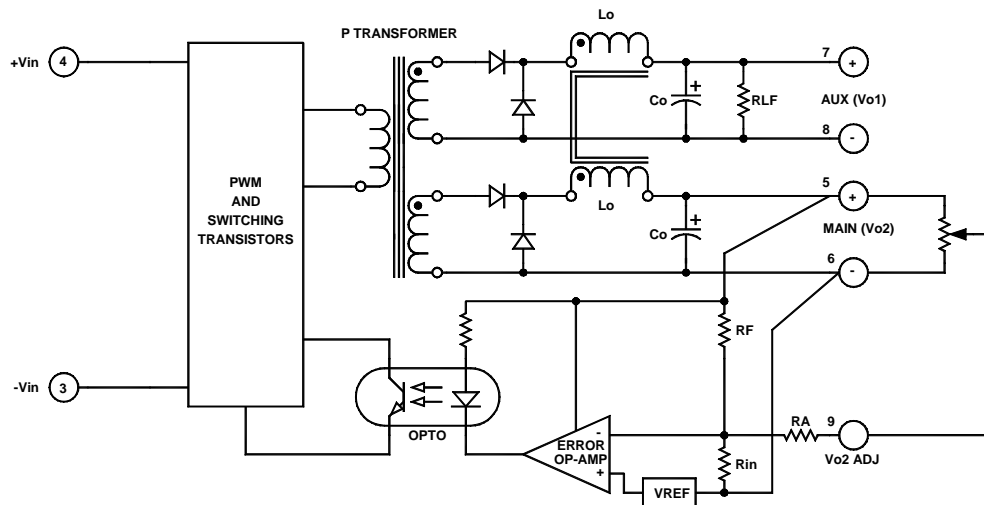 Lo
P TRANSFORMER
+Vin
4
7
+
Co
+
RLF
AUX (Vo1)
8
-
PWM
AND
SWITCHING
TRANSISTORS
5
+
Lo
MAIN (Vo2)
Co
+
6
-
RF
-Vin
3
OPTO
-
ERROR
OP-AMP
+
RA
9
Rin
Vo2 ADJ
VREF